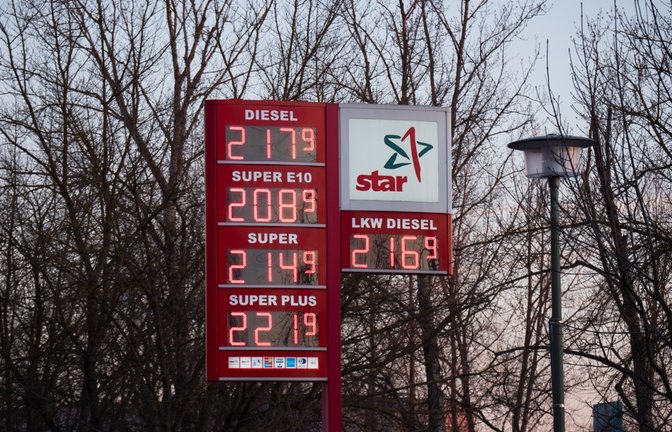 DIESEL
2179
SUPER E10
2089
SUPER
2149
SUPER PLUS
2219
star
LKW DIESEL
2169